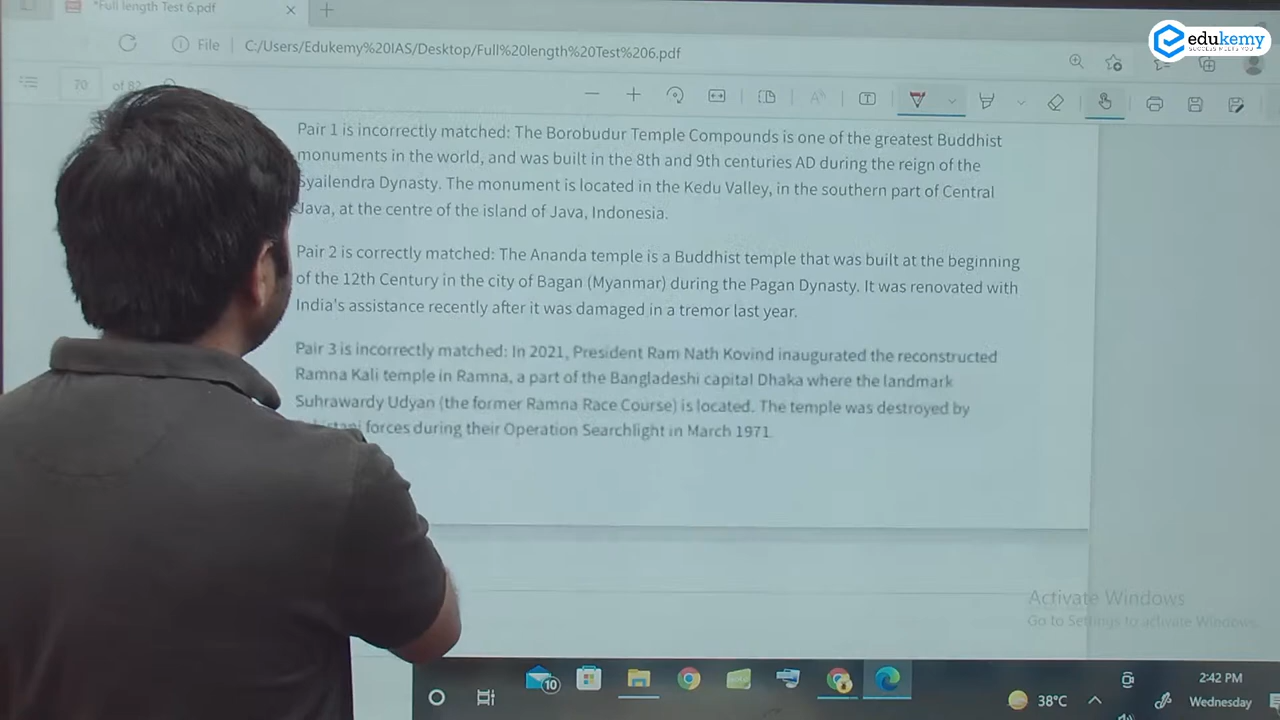 *Full length Test 6.pdf
File C:/Users/Edukemy%20IAS/Desktop/Full%20length%20Test%206.pdf
edukemy
SUCCESS MEETS YOU
70 of 82
Pair 1 is incorrectly matched: The Borobudur Temple Compounds is one of the greatest Buddhist
monuments in the world, and was built in the 8th and 9th centuries AD during the reign of the
Syailendra Dynasty. The monument is located in the Kedu Valley, in the southern part of Central
Java, at the centre of the island of Java, Indonesia.
Pair 2 is correctly matched: The Ananda temple is a Buddhist temple that was built at the beginning
of the 12th Century in the city of Bagan (Myanmar) during the Pagan Dynasty. It was renovated with
India's assistance recently after it was damaged in a tremor last year.
Pair 3 is incorrectly matched: In 2021, President Ram Nath Kovind inaugurated the reconstructed
Ramna Kali temple in Ramna, a part of the Bangladeshi capital Dhaka where the landmark
Suhrawardy Udyan (the former Ramna Race Course) is located. The temple was destroyed by
forces during their Operation Searchlight in March 1971.
Activate Windows
Go to Settings to activate Windows.
10
38°C
2:42 PM
Wednesday